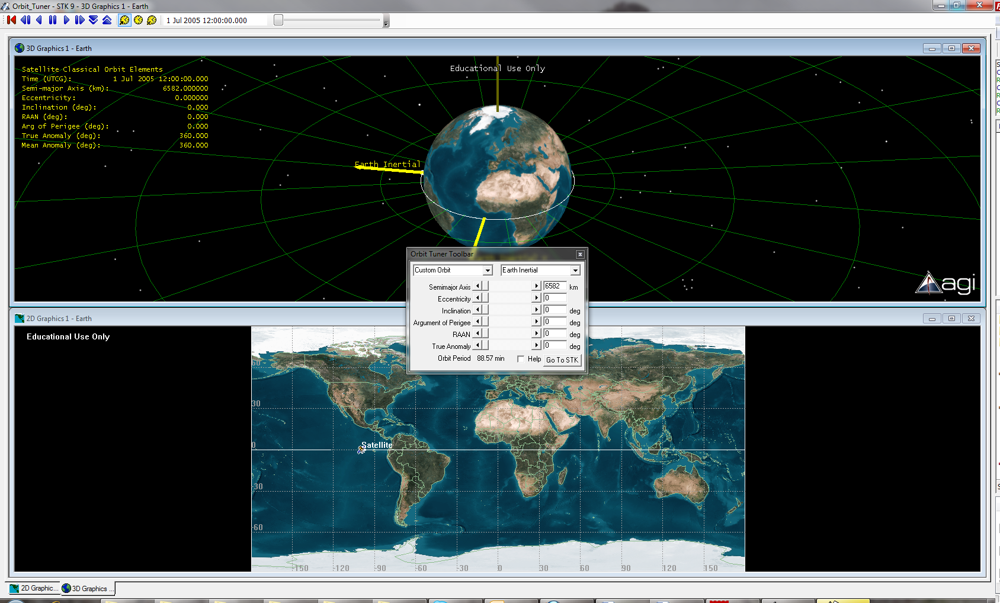 Orbit_Tuner - STK 9 - 3D Graphics 1 - Earth
1 Jul 2005 12:00:00.000
3D Graphics 1 - Earth
Educational Use Only
Satellite Classical Orbit Elements
Time (UTCG): 1 Jul 2005 12:00:00.000
Semi-major Axis (km): 6582.000000
Eccentricity: 0.000000
Inclination (deg): 0.000
RAAN (deg): 0.000
Arg of Perigee (deg): 0.000
True Anomaly (deg): 360.000
Mean Anomaly (deg): 360.000
Earth Inertial
agi
Orbit Tuner Toolbar
Custom Orbit Earth Inertial
Semimajor Axis 6582 km
Eccentricity 0
Inclination 0 deg
Argument of Perigee 0 deg
RAAN 0 deg
True Anomaly 0 deg
Orbit Period 88.57 min Help Go To STK
2D Graphics 1 - Earth
Educational Use Only
60
30
0
Satellite
-30
-60
-150 -120 -90 -60 -30 0 30 60 90 120 150
2D Graphic... 3D Graphics ...